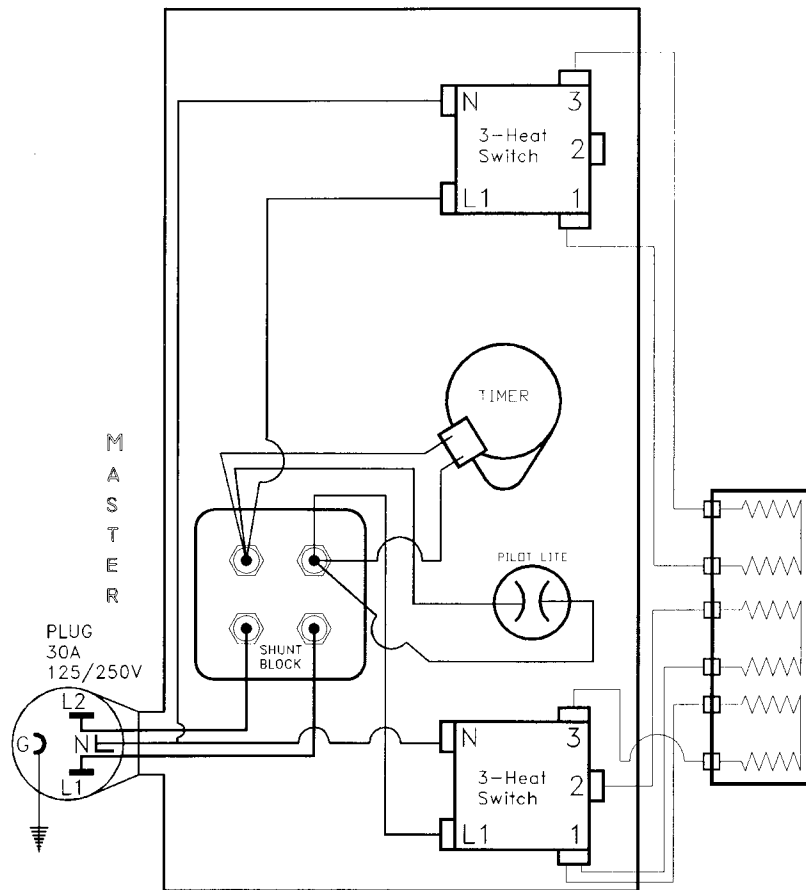 N
3
3-Heat
Switch
2
L1
1
TIMER
MASTER
PILOT LITE
PLUG
30A
125/250V
SHUNT
BLOCK
L2
G
N
L1
N
3
3-Heat
Switch
2
L1
1